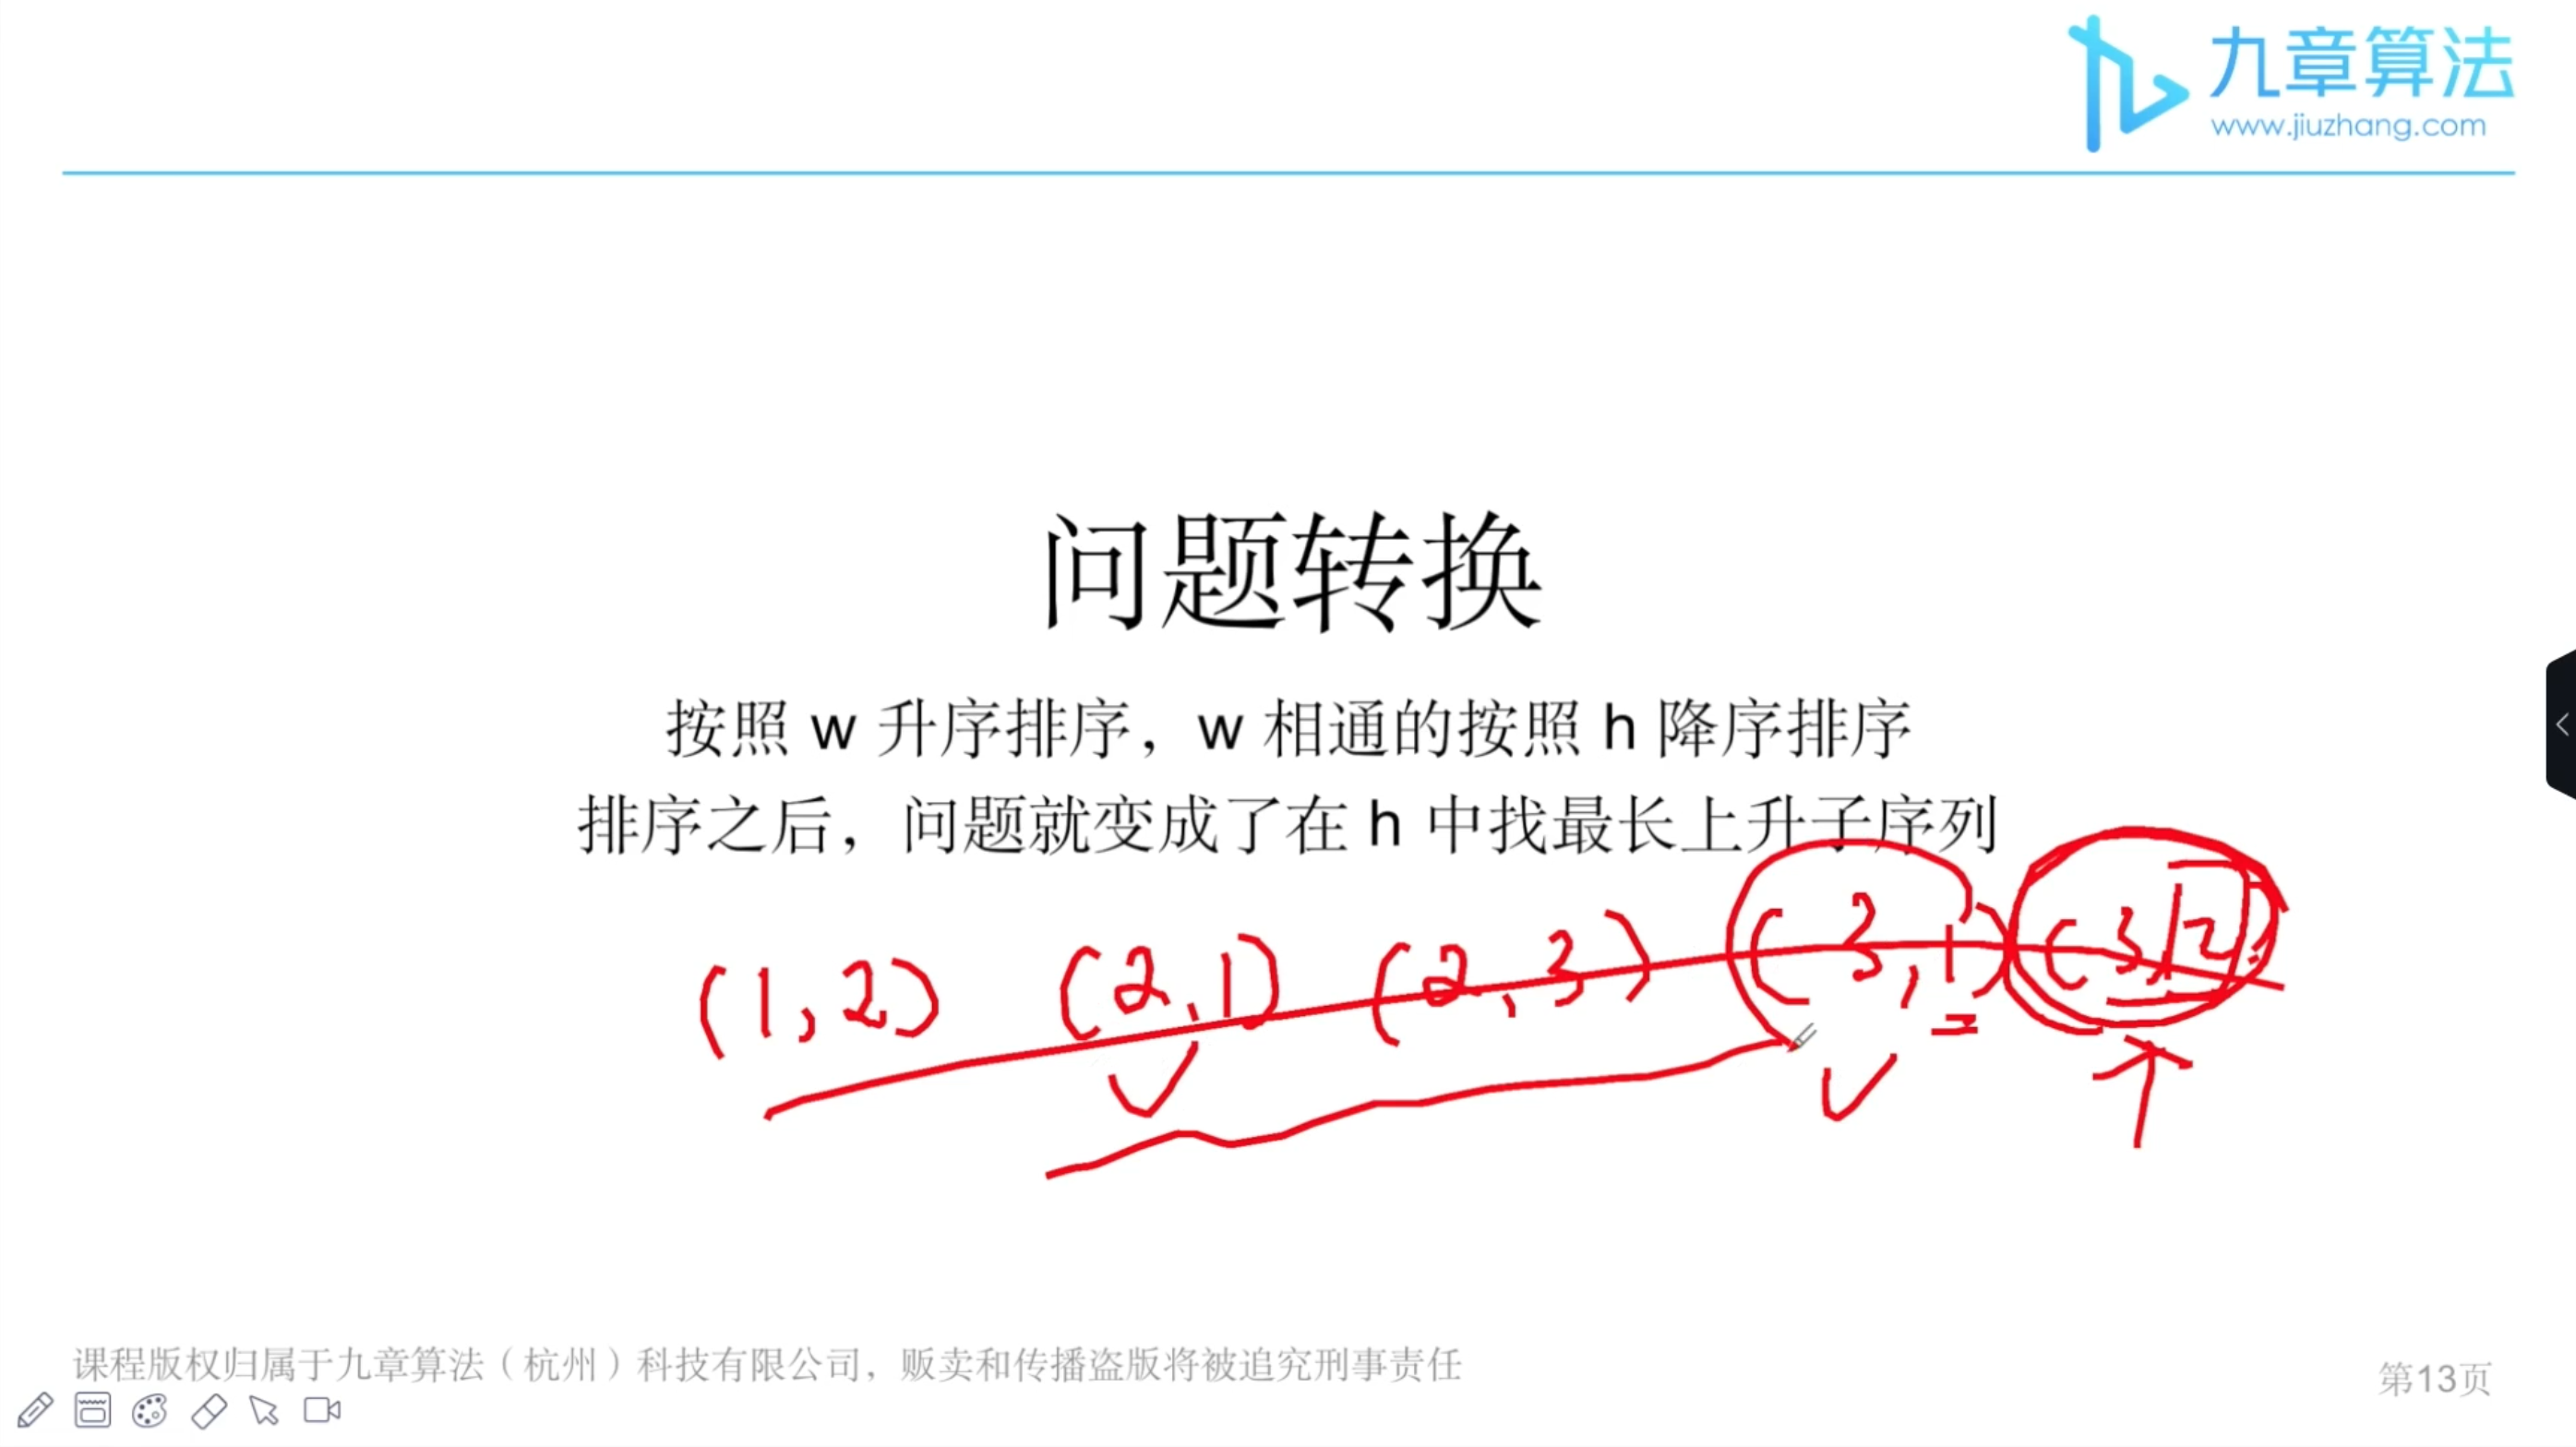 九章算法
www.jiuzhang.com
问题转换
按照 w 升序排序，w 相通的按照 h 降序排序
排序之后，问题就变成了在 h 中找最长上升子序列
(1,2) (2,1) (2,3) (3,1) (3,2)
课程版权归属于九章算法（杭州）科技有限公司，贩卖和传播盗版将被追究刑事责任
第13页